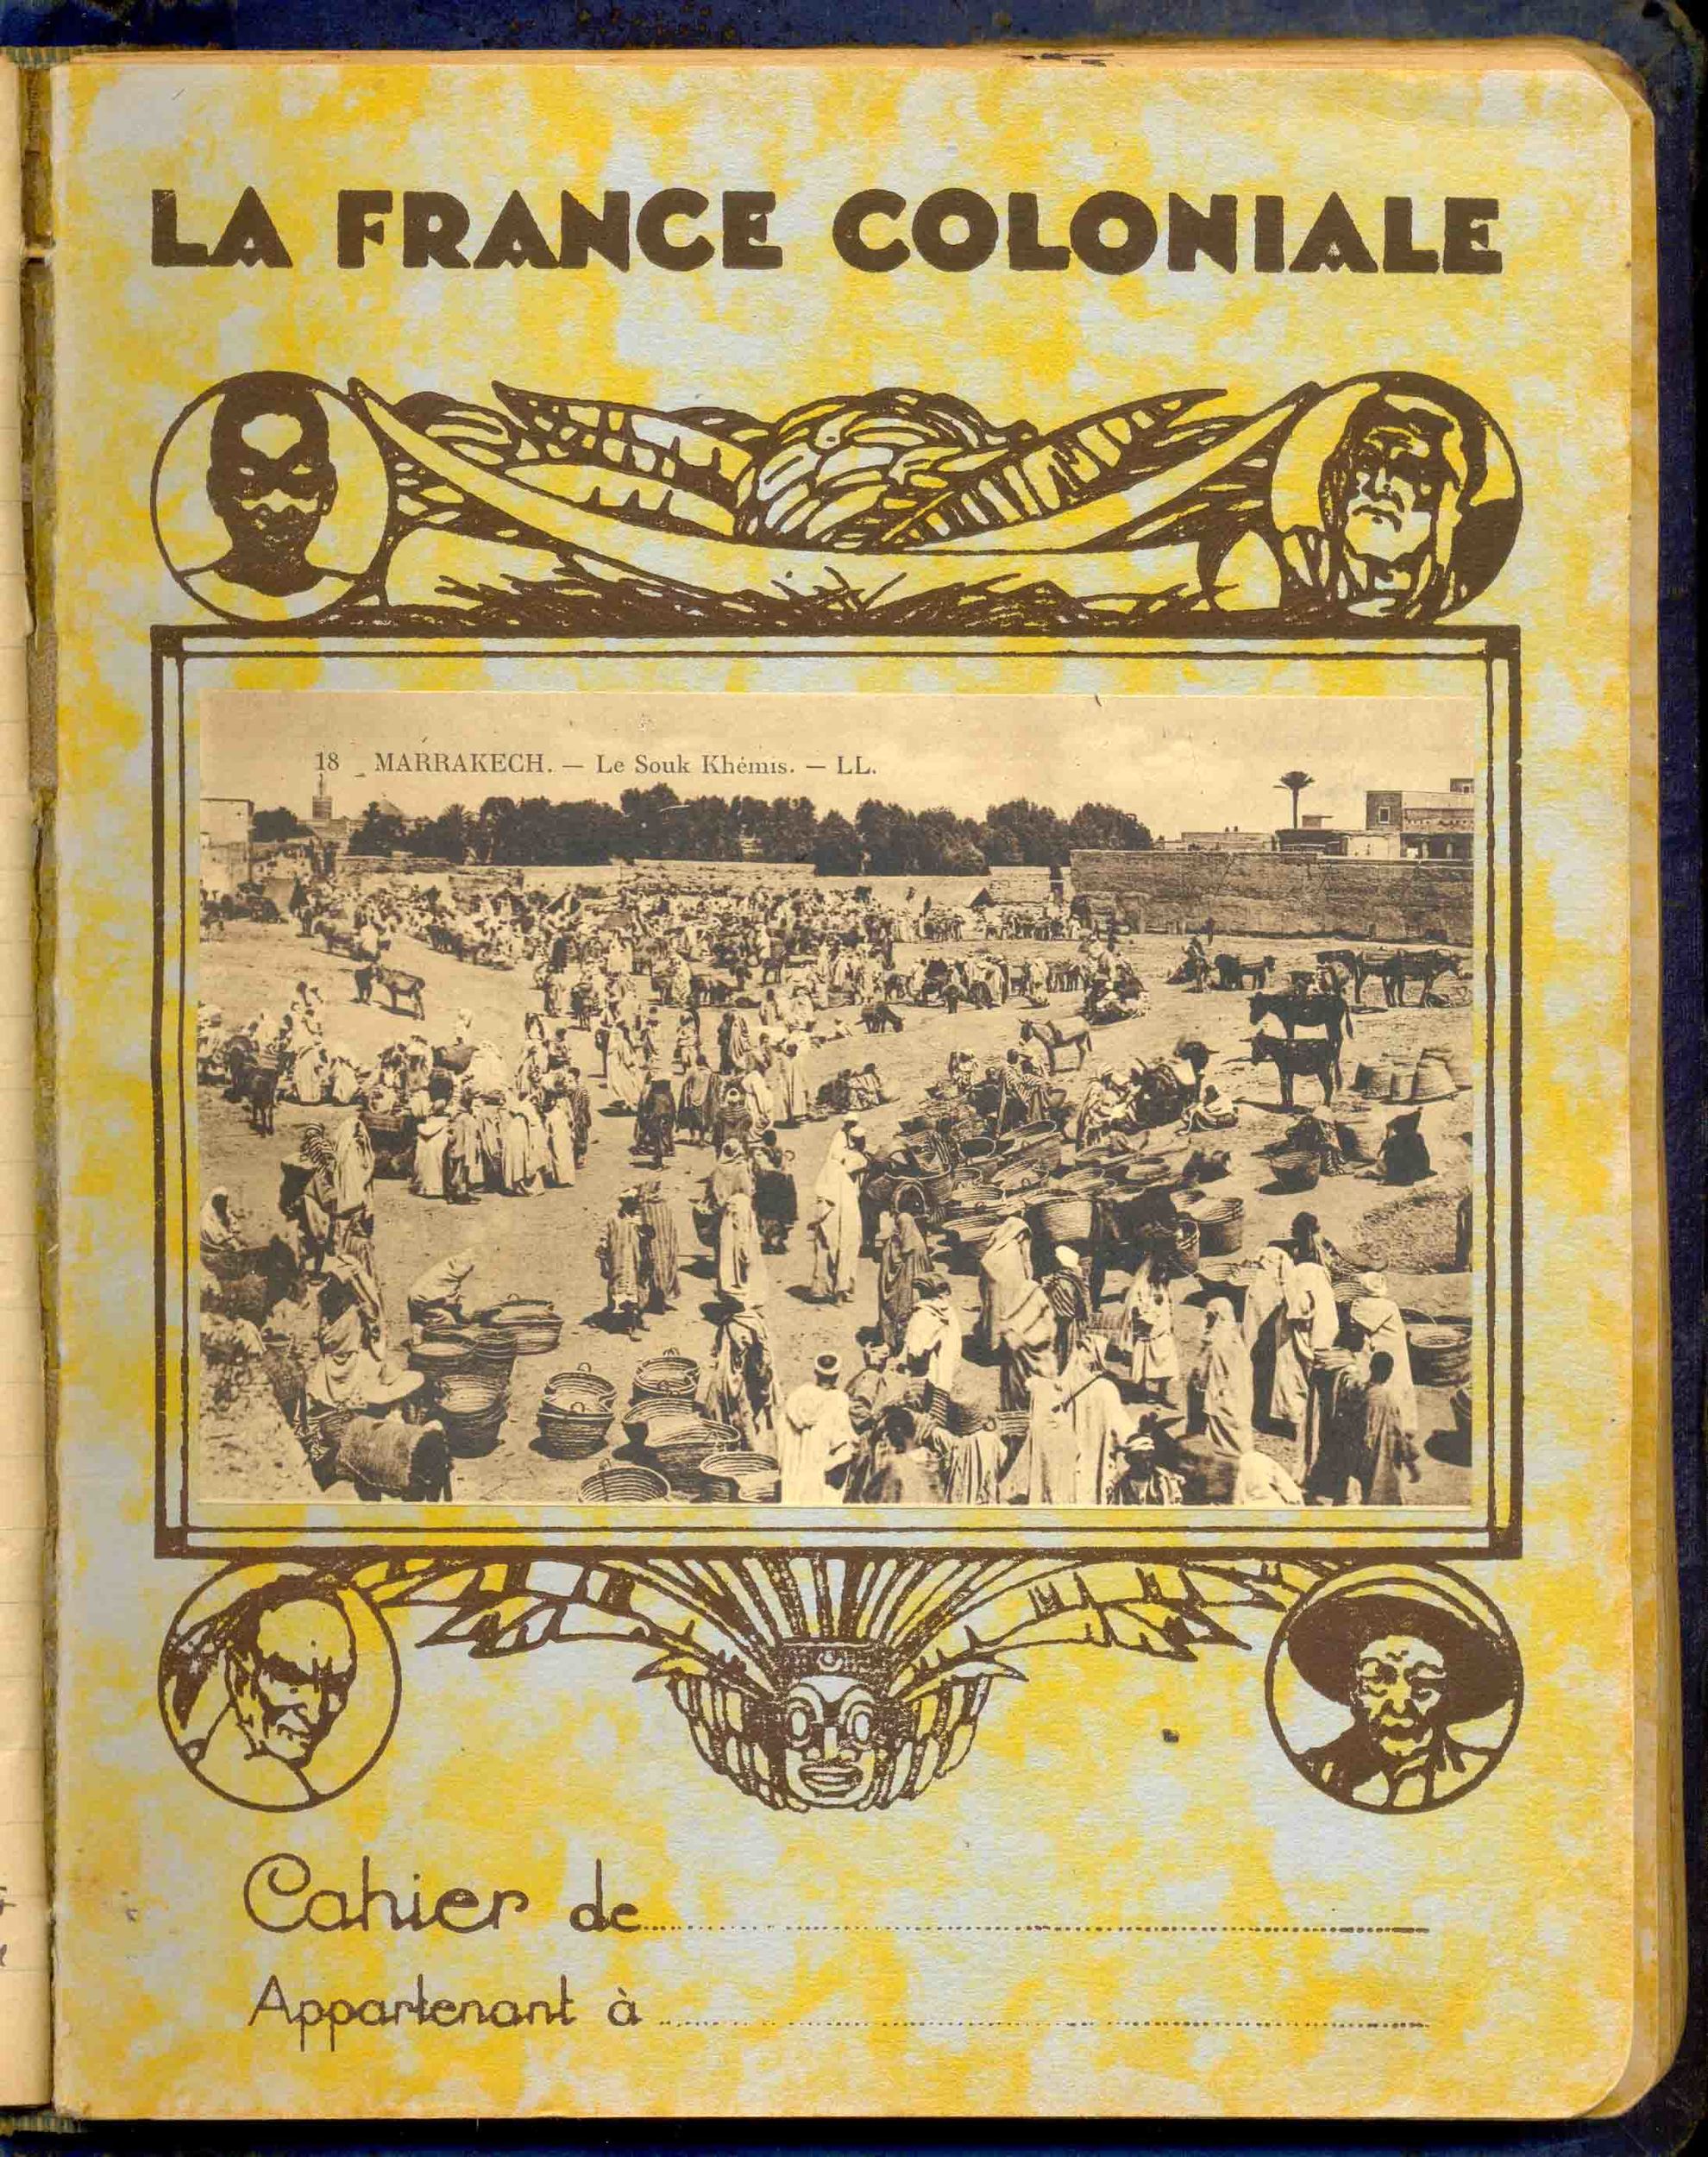 LA FRANCE COLONIALE
18 MARRAKECH. — Le Souk Khémis. — LL.
Cahier de
Appartenant à